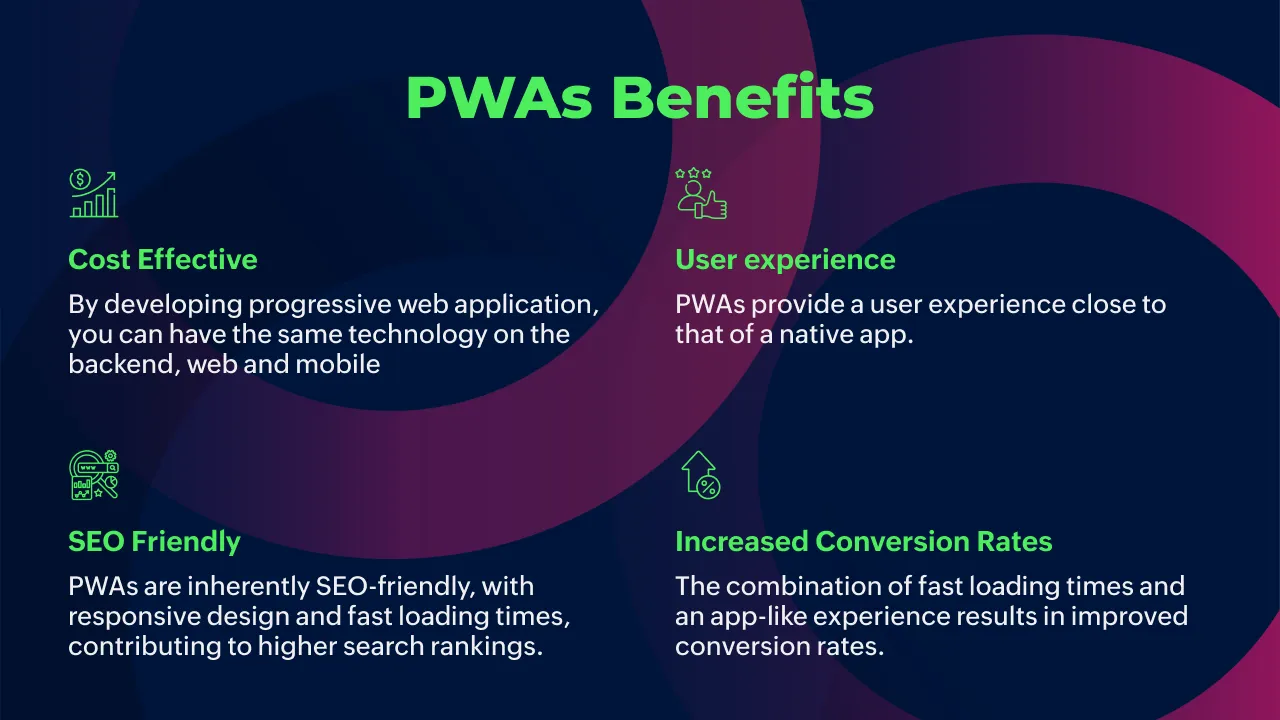 PWAs Benefits
Cost Effective
By developing progressive web application,
you can have the same technology on the
backend, web and mobile
User experience
PWAs provide a user experience close to
that of a native app.
SEO Friendly
PWAs are inherently SEO-friendly, with
responsive design and fast loading times,
contributing to higher search rankings.
Increased Conversion Rates
The combination of fast loading times and
an app-like experience results in improved
conversion rates.